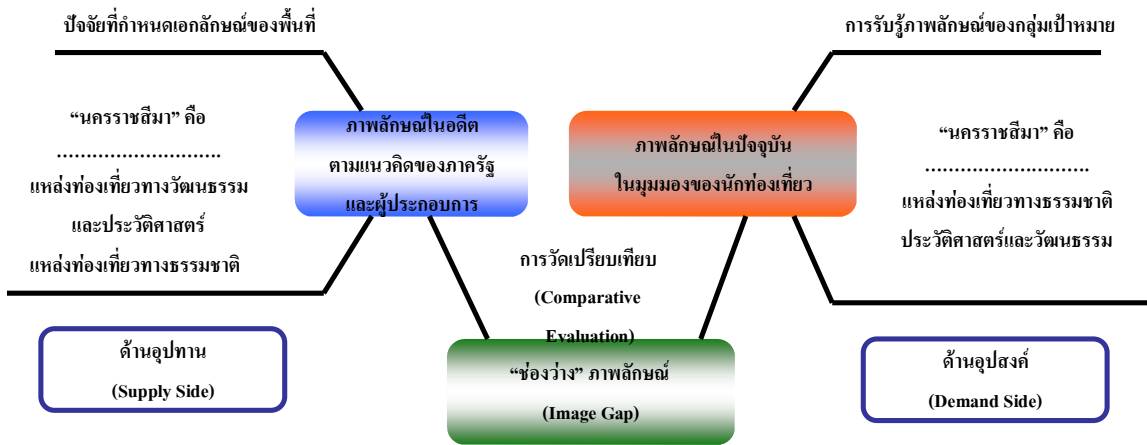 ปัจจัยที่กำหนดเอกลักษณ์ของพื้นที่
การรับรู้ภาพลักษณ์ของกลุ่มเป้าหมาย
“นครราชสีมา” คือ
………………………….
แหล่งท่องเที่ยวทางวัฒนธรรม
และประวัติศาสตร์
แหล่งท่องเที่ยวทางธรรมชาติ
ภาพลักษณ์ในอดีต
ตามแนวคิดของภาครัฐ
และผู้ประกอบการ
ภาพลักษณ์ในปัจจุบัน
ในมุมมองของนักท่องเที่ยว
“นครราชสีมา” คือ
………………………….
แหล่งท่องเที่ยวทางธรรมชาติ
ประวัติศาสตร์และวัฒนธรรม
การวัดเปรียบเทียบ
(Comparative
Evaluation)
ด้านอุปทาน
(Supply Side)
“ช่องว่าง” ภาพลักษณ์
(Image Gap)
ด้านอุปสงค์
(Demand Side)